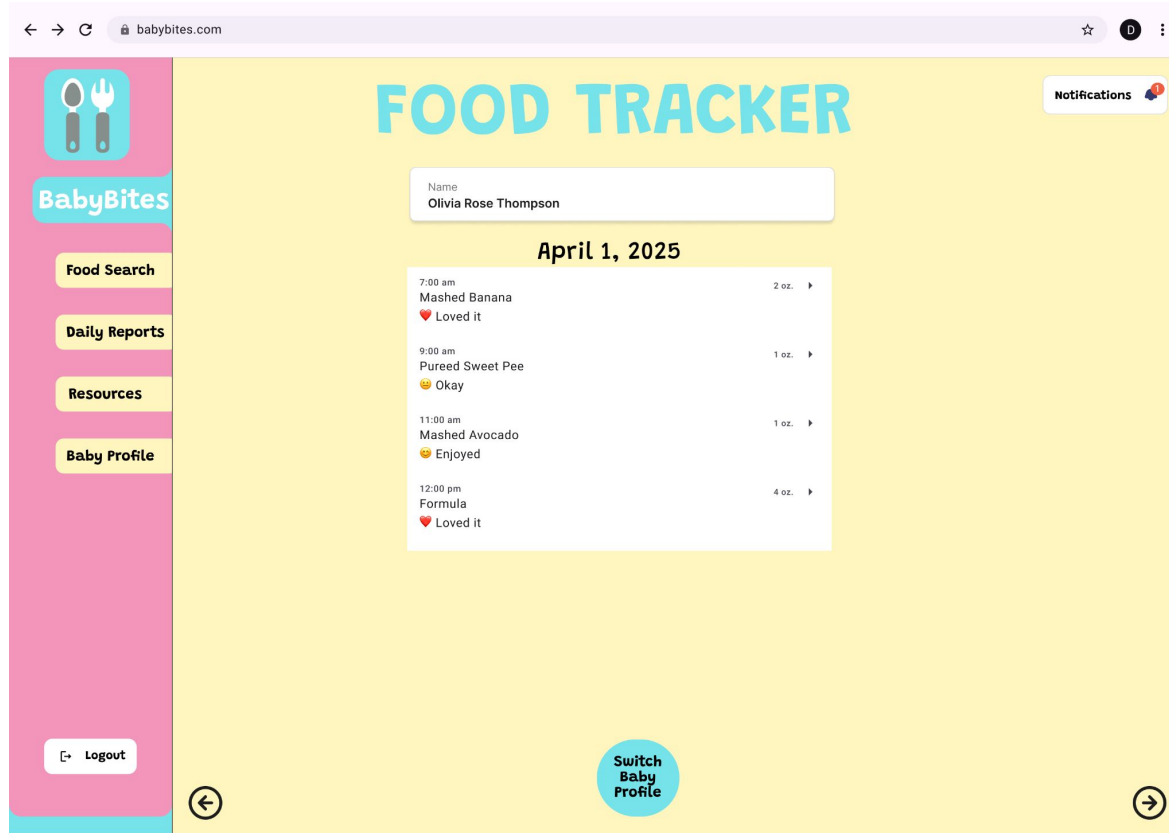 babybites.com
D
FOOD TRACKER
Notifications
1
BabyBites
Name
Olivia Rose Thompson
April 1, 2025
Food Search
Daily Reports
Resources
Baby Profile
7:00 am
Mashed Banana
2 oz.
❤️ Loved it
9:00 am
Pureed Sweet Pee
1 oz.
😐 Okay
11:00 am
Mashed Avocado
1 oz.
😊 Enjoyed
12:00 pm
Formula
4 oz.
❤️ Loved it
Logout
Switch
Baby
Profile